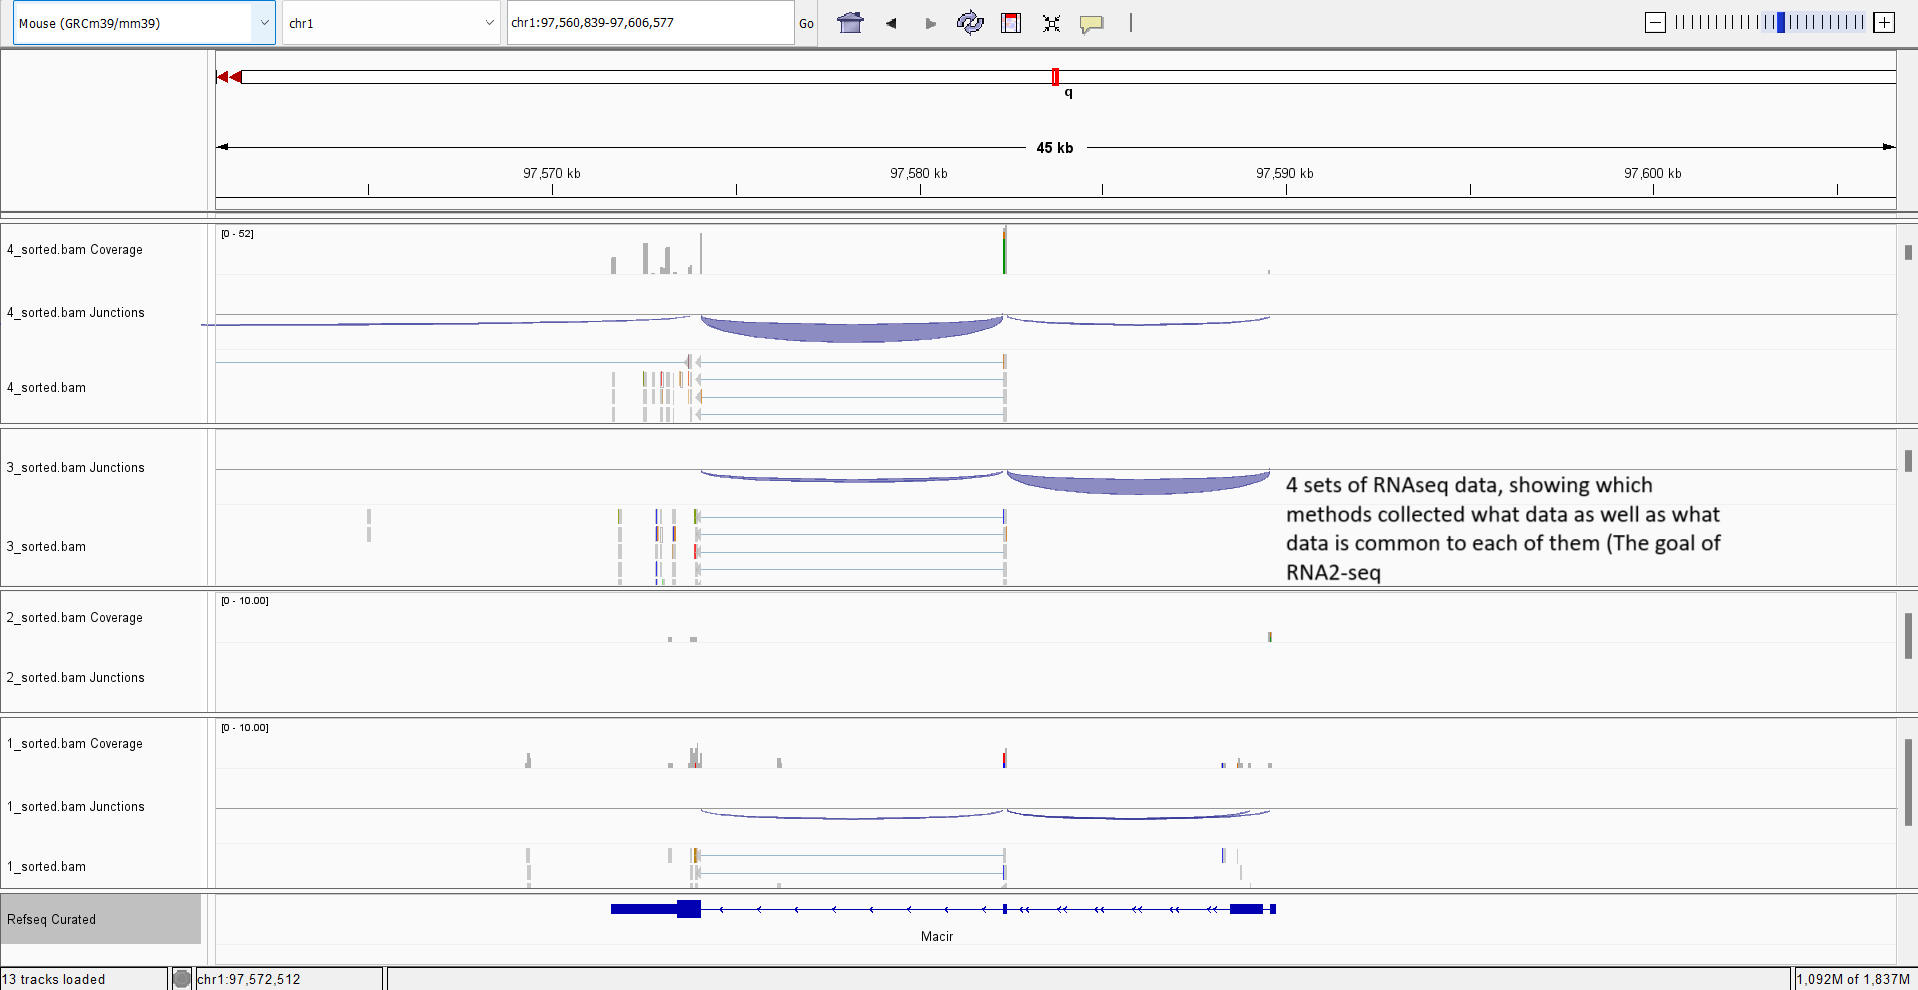 Mouse (GRCm39/mm39) chr1 chr1:97,560,839-97,606,577 Go
q
45 kb
97,570 kb 97,580 kb 97,590 kb 97,600 kb
[0 - 52]
4_sorted.bam Coverage
4_sorted.bam Junctions
4_sorted.bam
3_sorted.bam Junctions
4 sets of RNAseq data, showing which
methods collected what data as well as what
data is common to each of them (The goal of
RNA2-seq
3_sorted.bam
[0 - 10.00]
2_sorted.bam Coverage
2_sorted.bam Junctions
[0 - 10.00]
1_sorted.bam Coverage
1_sorted.bam Junctions
1_sorted.bam
Refseq Curated
Macir
13 tracks loaded chr1:97,572,512 1,092M of 1,837M